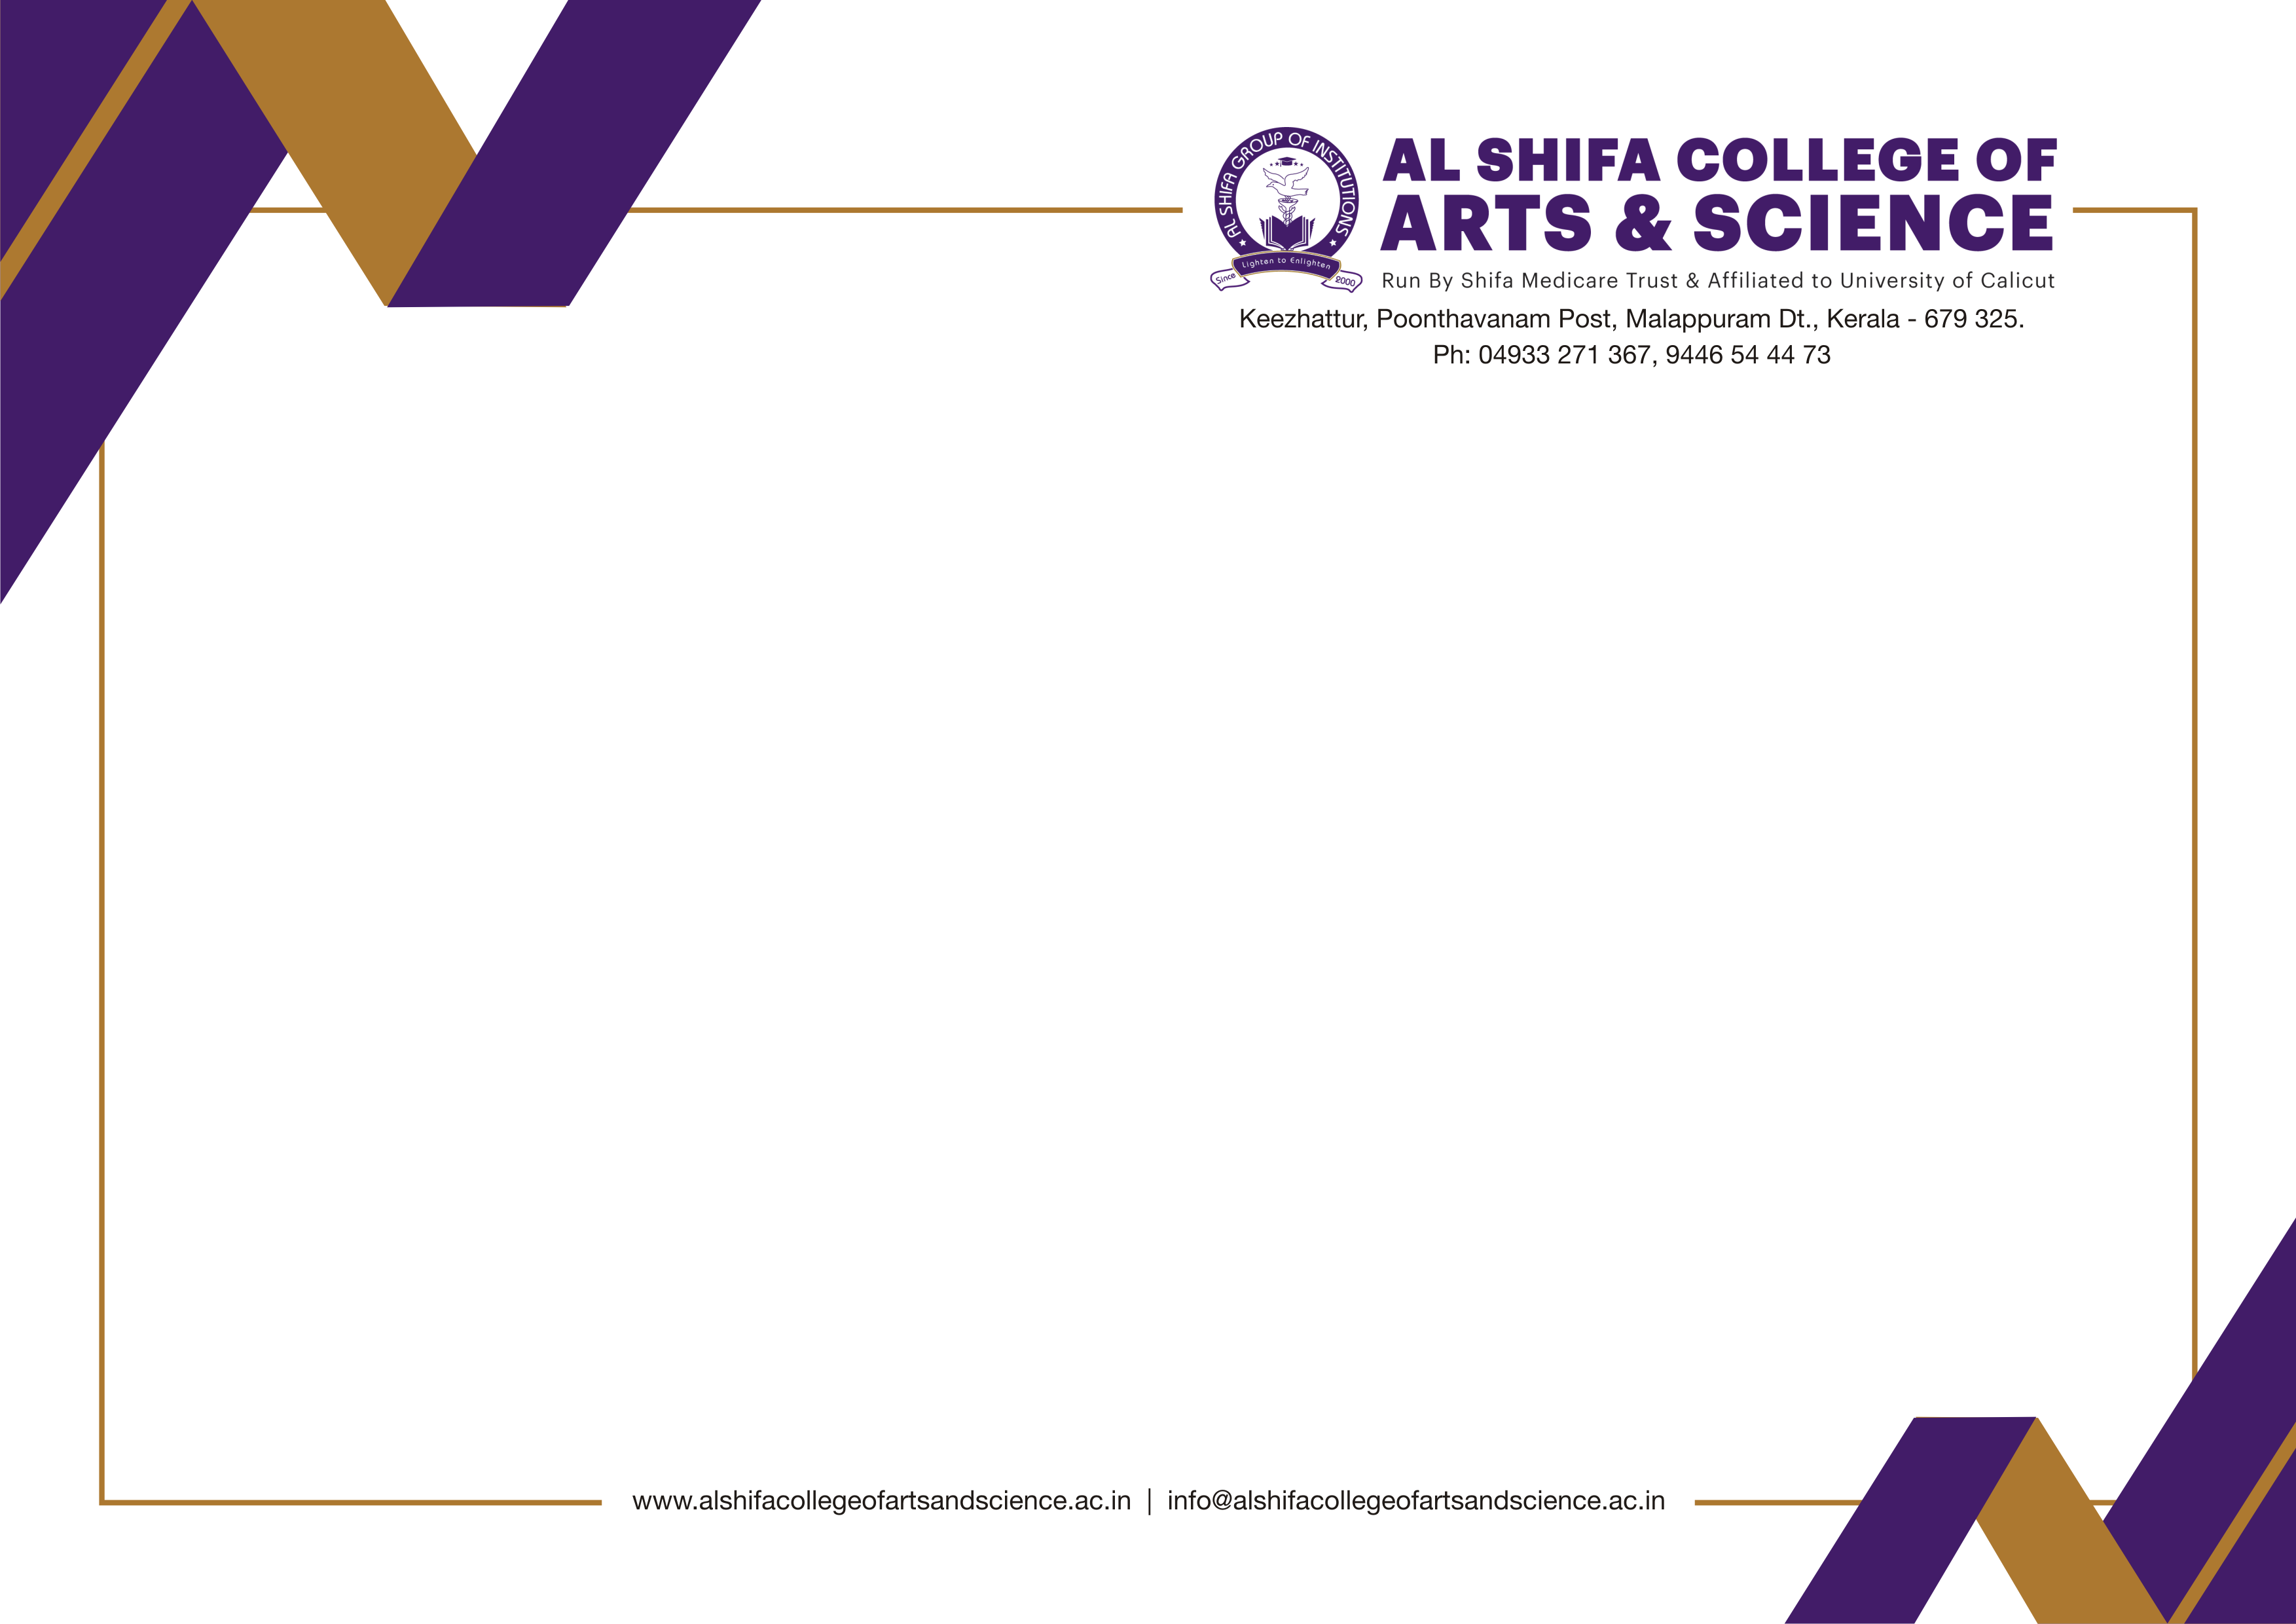 AL SHIFA GROUP OF INSTITUTIONS
Lighten to Enlighten
Since 2000
AL SHIFA COLLEGE OF
ARTS & SCIENCE
Run By Shifa Medicare Trust & Affiliated to University of Calicut
Keezhattur, Poonthavanam Post, Malappuram Dt., Kerala - 679 325.
Ph: 04933 271 367, 9446 54 44 73
www.alshifacollegeofartsandscience.ac.in | info@alshifacollegeofartsandscience.ac.in